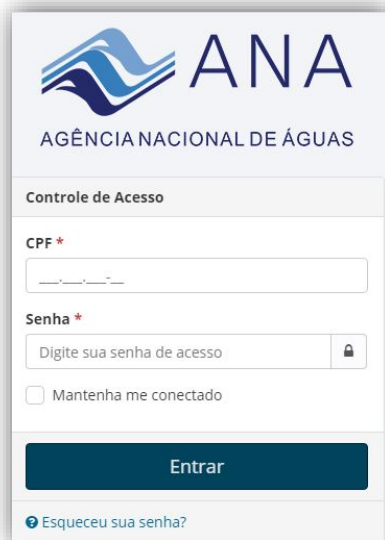 ANA
AGÊNCIA NACIONAL DE ÁGUAS
Controle de Acesso
CPF *
___.___.___-__
Senha *
Digite sua senha de acesso
Mantenha me conectado
Entrar
Esqueceu sua senha?